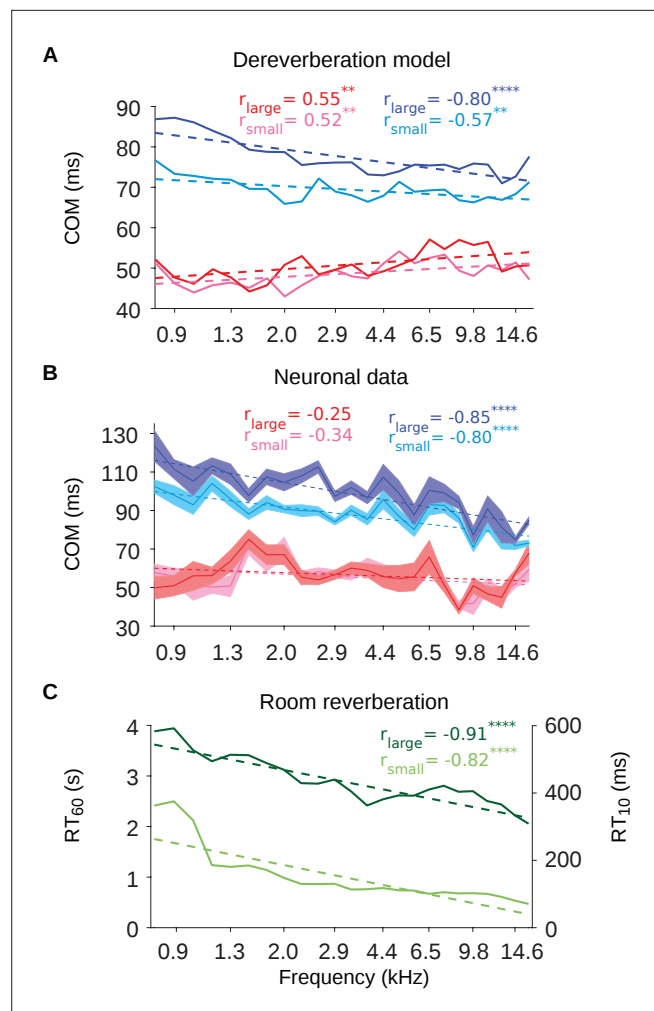 A
Dereverberation model
r_large = 0.55** r_large = -0.80****
r_small = 0.52** r_small = -0.57**
COM (ms)
90
80
70
60
50
40
0.9 1.3 2.0 2.9 4.4 6.5 9.8 14.6
B
Neuronal data
r_large = -0.25 r_large = -0.85****
r_small = -0.34 r_small = -0.80****
COM (ms)
130
110
90
70
50
30
0.9 1.3 2.0 2.9 4.4 6.5 9.8 14.6
C
Room reverberation
r_large = -0.91****
r_small = -0.82****
RT60 (s)
4
3
2
1
0
RT10 (ms)
600
400
200
0
0.9 1.3 2.0 2.9 4.4 6.5 9.8 14.6
Frequency (kHz)